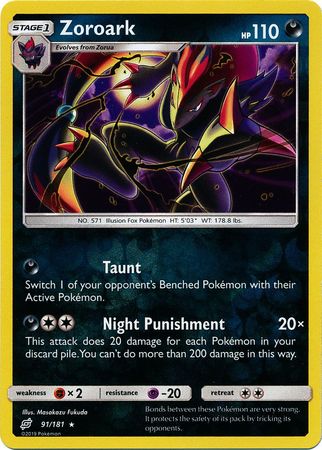 STAGE 1
Zoroark
HP 110
Evolves from Zorua
NO. 571 Illusion Fox Pokémon HT: 5'03" WT: 178.8 lbs.
Taunt
Switch 1 of your opponent's Benched Pokémon with their
Active Pokémon.
Night Punishment 20×
This attack does 20 damage for each Pokémon in your
discard pile. You can't do more than 200 damage in this way.
weakness × 2 resistance -20 retreat
Illus. Masakazu Fukuda
91/181 ★
©2019 Pokémon
Bonds between these Pokémon are very strong.
It protects the safety of its pack by tricking its
opponents.